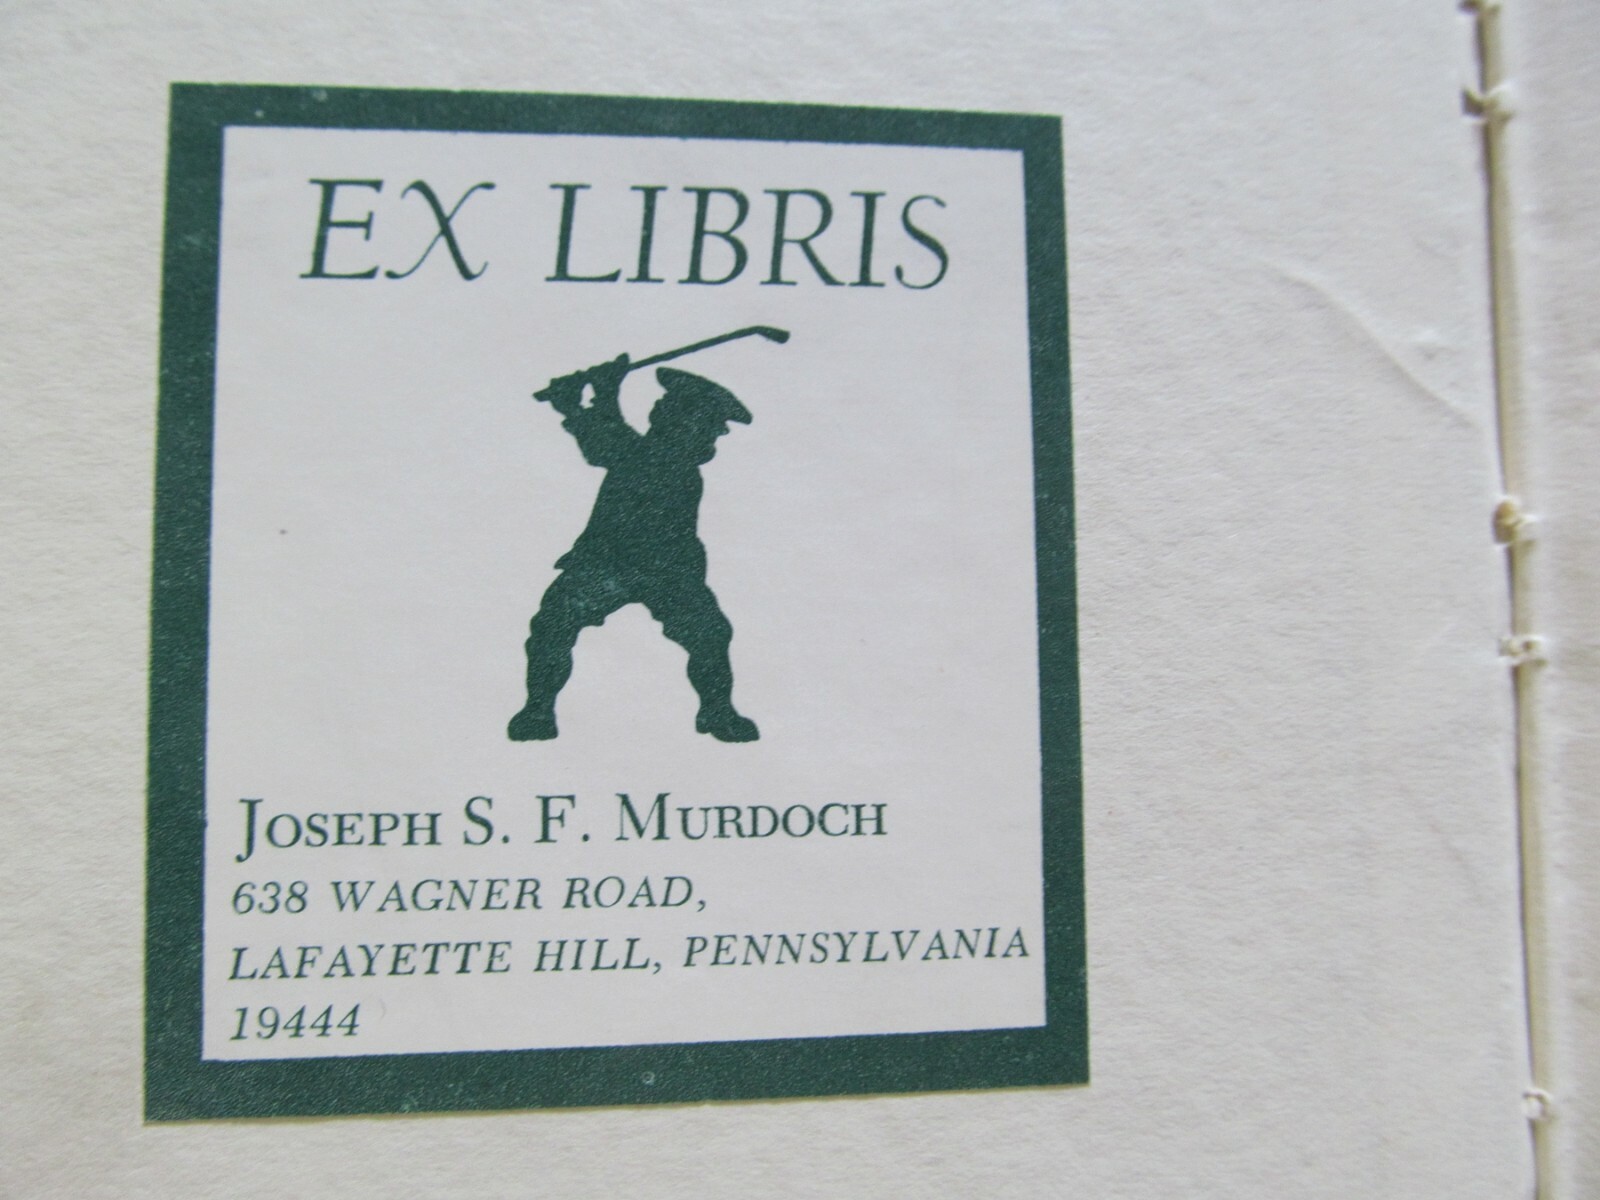 EX LIBRIS
JOSEPH S. F. MURDOCH
638 WAGNER ROAD,
LAFAYETTE HILL, PENNSYLVANIA
19444